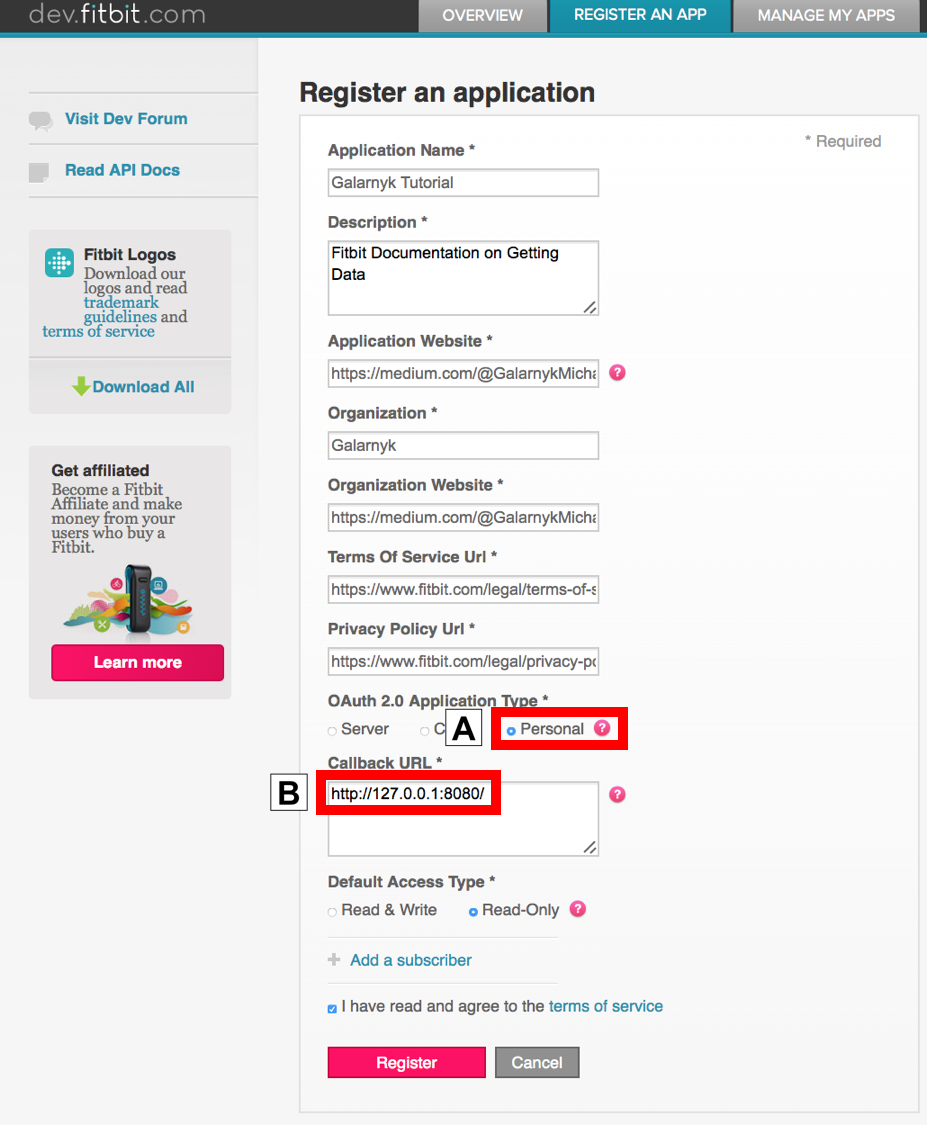 dev.fitbit.com
OVERVIEW
REGISTER AN APP
MANAGE MY APPS
Visit Dev Forum
Read API Docs
Fitbit Logos
Download our
logos and read
trademark
guidelines and
terms of service
Download All
Get affiliated
Become a Fitbit
Affiliate and make
money from your
users who buy a
Fitbit.
Learn more
Register an application
* Required
Application Name *
Galarnyk Tutorial
Description *
Fitbit Documentation on Getting
Data
Application Website *
https://medium.com/@GalarnykMicha
?
Organization *
Galarnyk
Organization Website *
https://medium.com/@GalarnykMicha
Terms Of Service Url *
https://www.fitbit.com/legal/terms-of-s
Privacy Policy Url *
https://www.fitbit.com/legal/privacy-po
OAuth 2.0 Application Type *
Server C A Personal ?
Callback URL *
B http://127.0.0.1:8080/ ?
Default Access Type *
Read & Write Read-Only ?
+ Add a subscriber
I have read and agree to the terms of service
Register Cancel